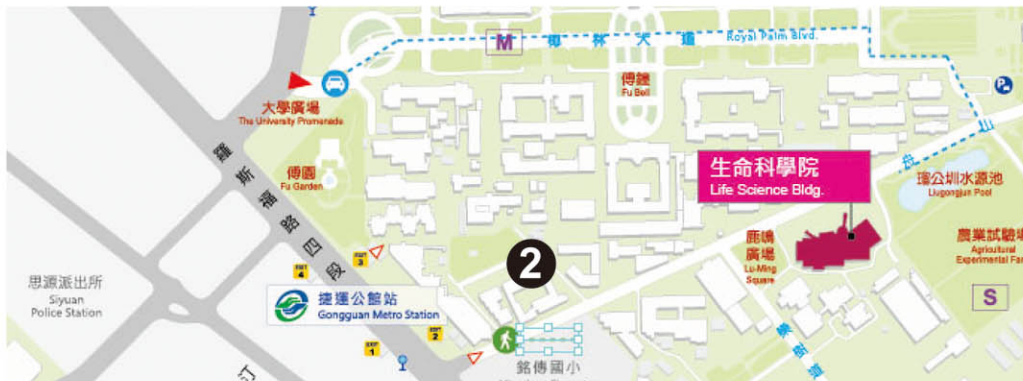 M
椰林大道
Royal Palm Blvd.
傅鐘
Fu Bell
P
大學廣場
The University Promenade
羅斯福路四段
傅園
Fu Garden
舟山
生命科學院
Life Science Bldg.
瑠公圳水源池
Liugongjun Pool
鹿鳴
廣場
Lu-Ming
Square
農業試驗場
Agricultural
Experimental Far
S
2
EXIT
3
EXIT
4
思源派出所
Siyuan
Police Station
捷運公館站
Gongguan Metro Station
EXIT
2
EXIT
1
銘傳國小
汀